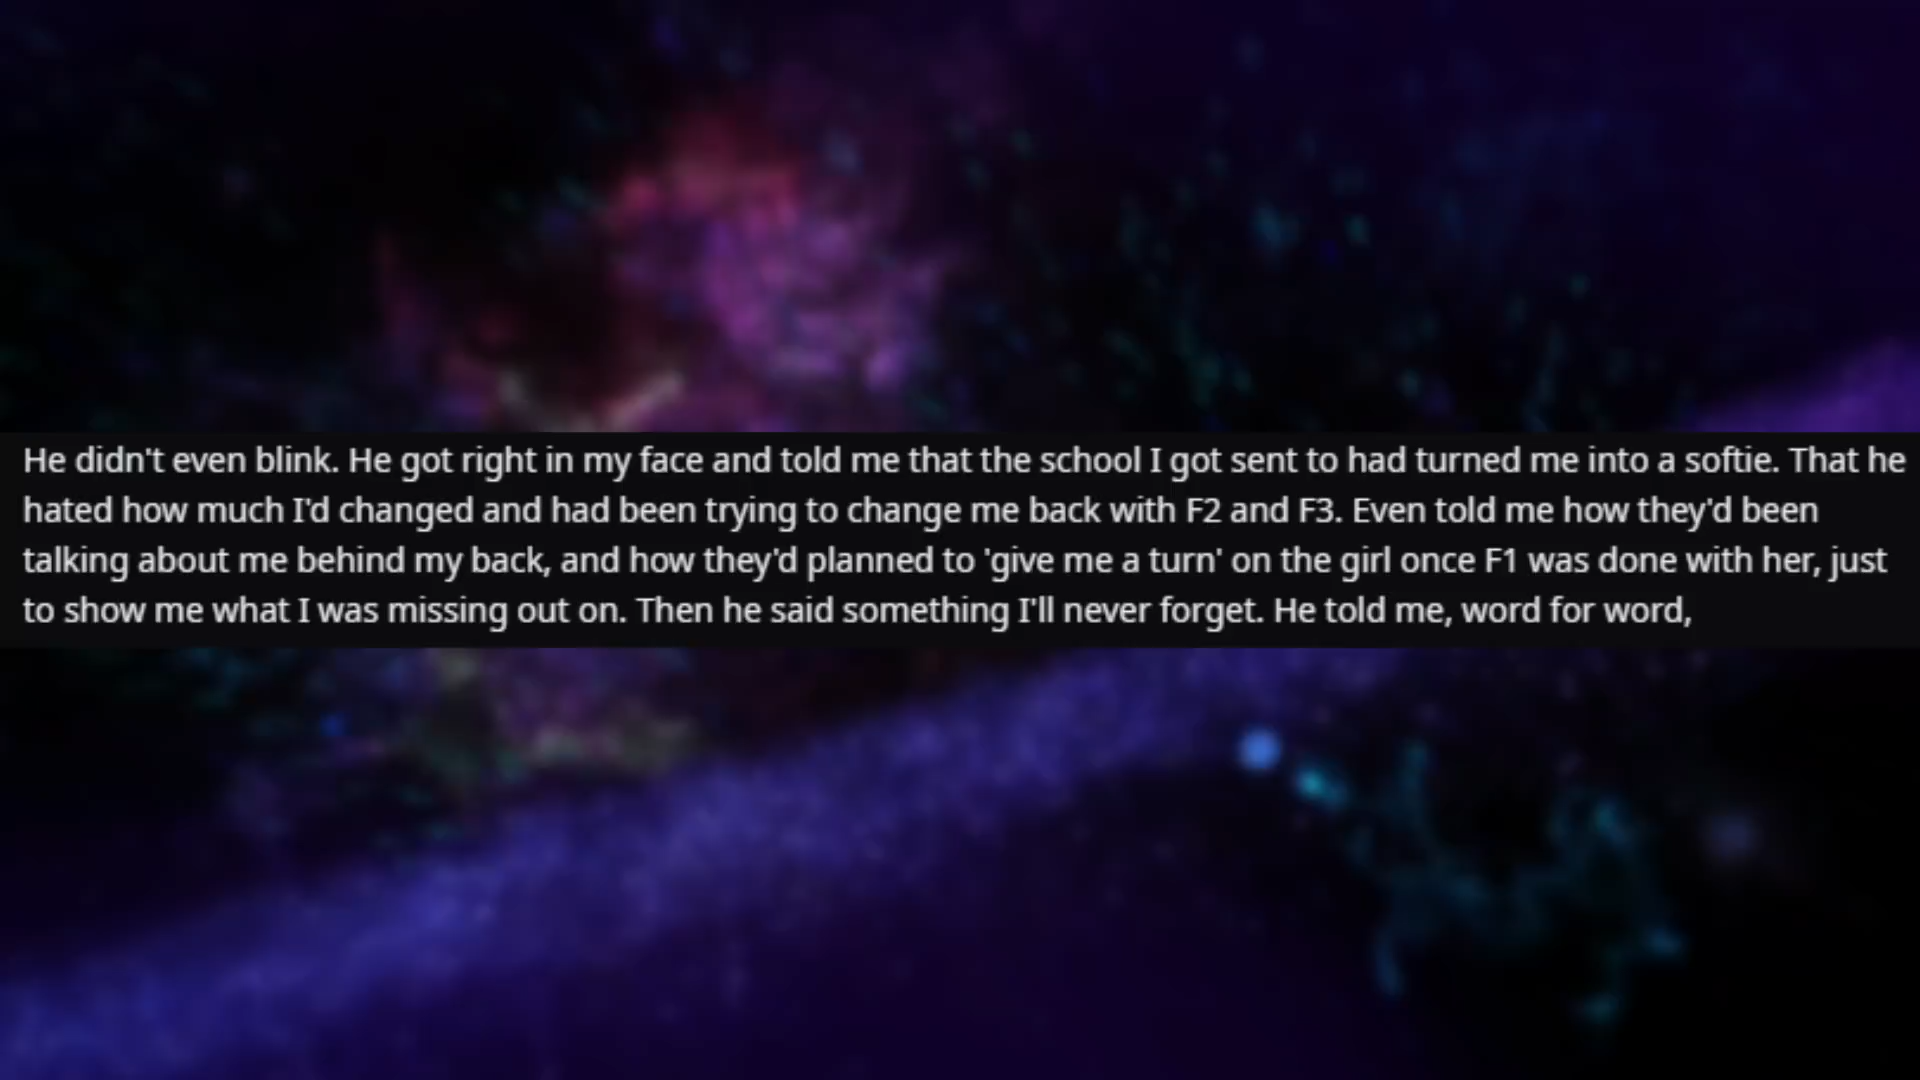 He didn't even blink. He got right in my face and told me that the school I got sent to had turned me into a softie. That he
hated how much I'd changed and had been trying to change me back with F2 and F3. Even told me how they'd been
talking about me behind my back, and how they'd planned to 'give me a turn' on the girl once F1 was done with her, just
to show me what I was missing out on. Then he said something I'll never forget. He told me, word for word,